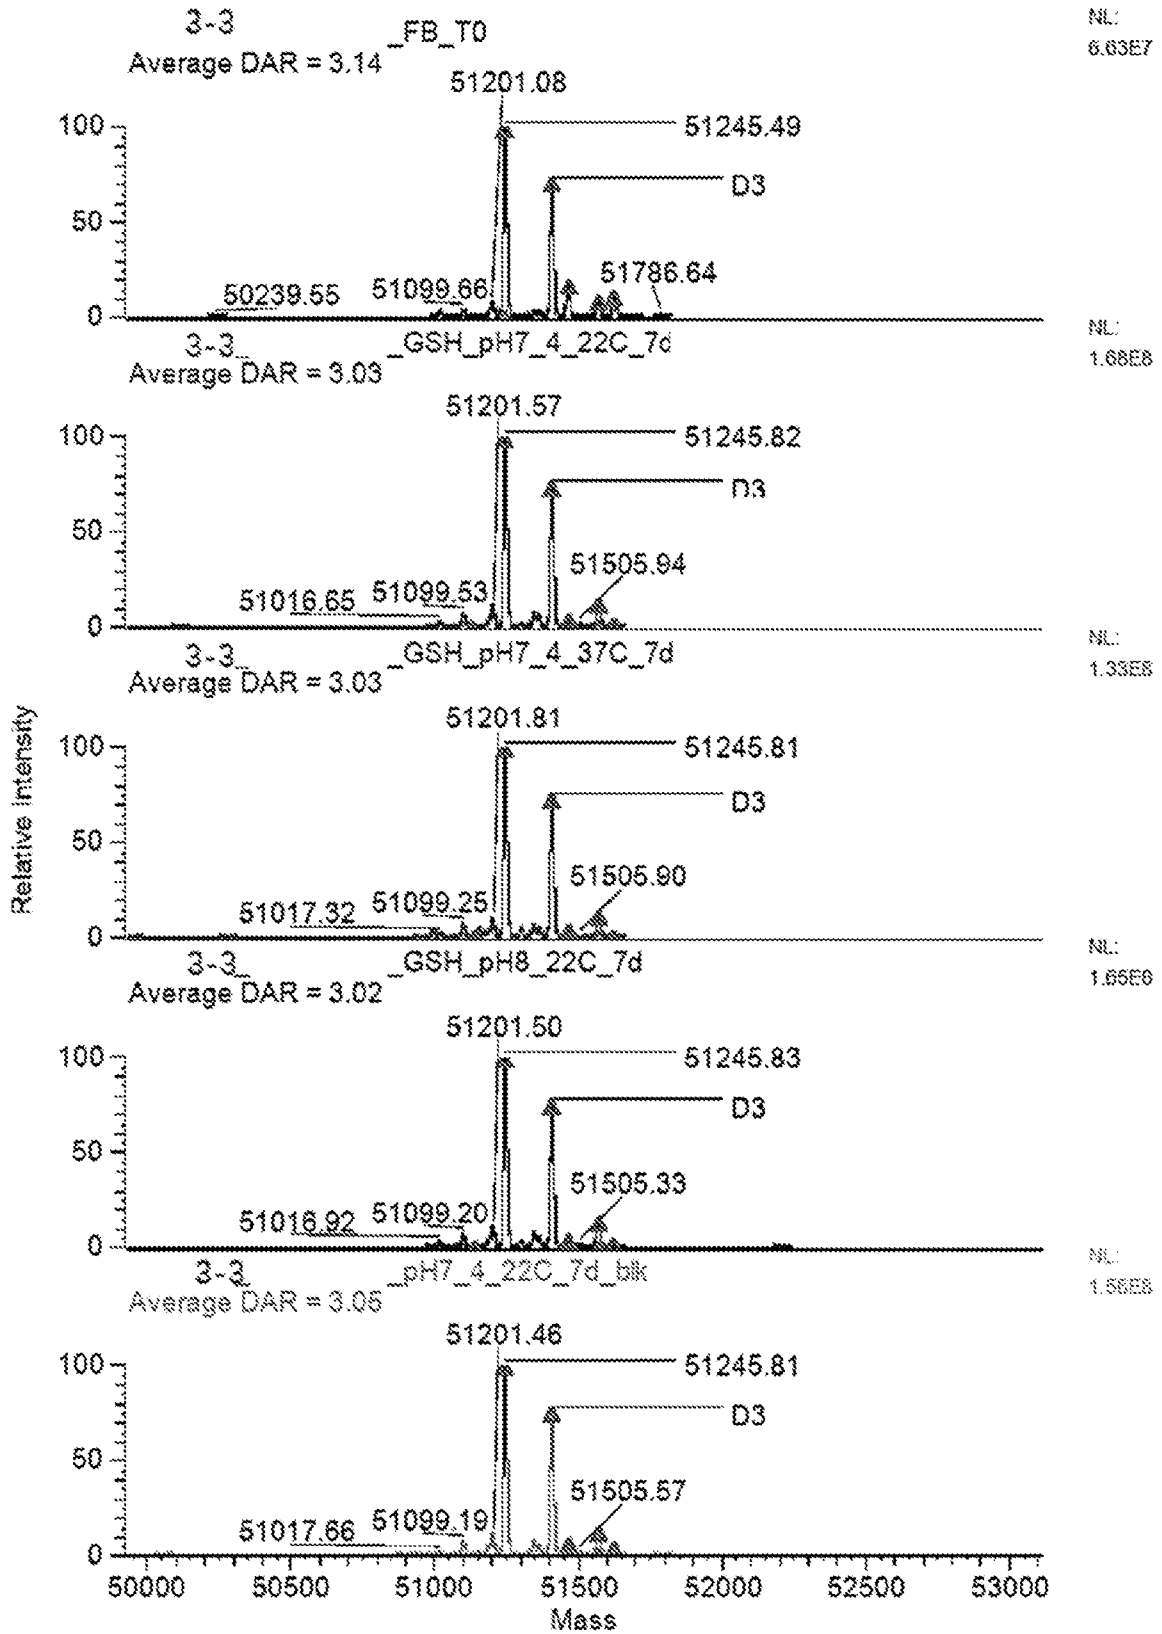 3-3 _FB_T0
NL:
6.63E7
Average DAR = 3.14
51201.08
100
51245.49
D3
50
51786.64
50239.55
51099.66
0
3-3_ _GSH_pH7_4_22C_7d
NL:
1.68E8
Average DAR = 3.03
51201.57
100
51245.82
D3
50
51505.94
51016.65
51099.53
0
3-3_ _GSH_pH7_4_37C_7d
NL:
Average DAR = 3.03
51201.81
100
51245.81
D3
50
51505.90
51017.32
51099.25
0
3-3_ _GSH_pH8_22C_7d
NL:
Average DAR = 3.02
51201.50
100
51245.83
D3
50
51505.33
51016.92
51099.20
0
3-3_ _pH7_4_22C_7d_blk
NL:
Average DAR = 3.05
51201.46
100
51245.81
D3
50
51505.57
51017.66
51099.19
0
50000 50500 51000 51500 52000 52500 53000
Mass
Relative Intensity